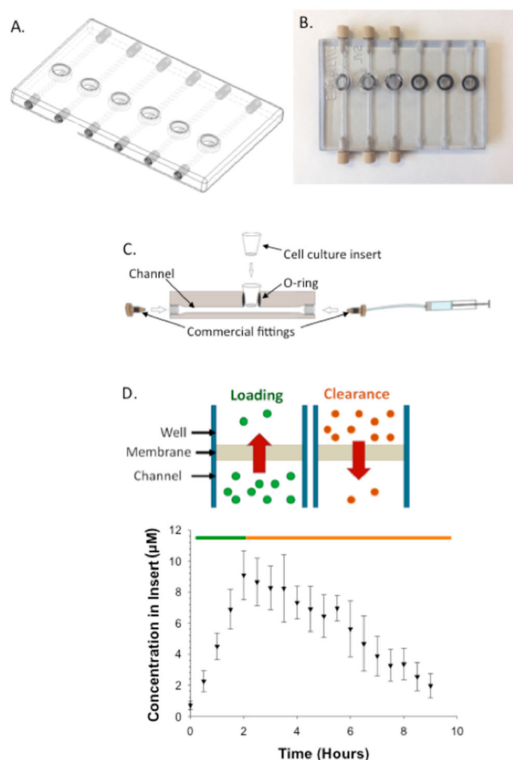 A.
B.
C.
Cell culture insert
Channel
O-ring
Commercial fittings
D.
Loading
Clearance
Well
Membrane
Channel
Concentration in Insert (µM)
12
10
8
6
4
2
0
0
2
4
6
8
10
Time (Hours)